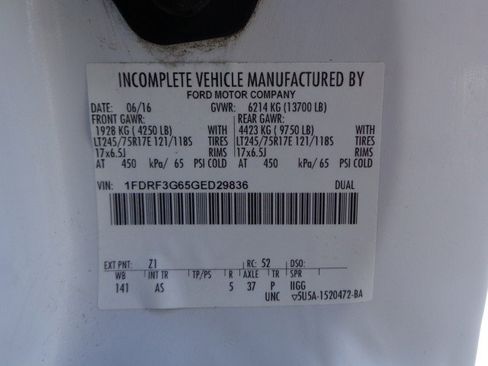 INCOMPLETE VEHICLE MANUFACTURED BY
FORD MOTOR COMPANY
DATE: 06/16 GVWR: 6214 KG (13700 LB)
FRONT GAWR: REAR GAWR:
1928 KG ( 4250 LB) WITH 4423 KG ( 9750 LB) WITH
LT245/75R17E 121/118S TIRES LT245/75R17E 121/118S TIRES
17x6.5J RIMS 17x6.5J RIMS
AT 450 kPa/ 65 PSI COLD AT 450 kPa/ 65 PSI COLD
VIN: 1FDRF3G65GED29836 DUAL
EXT PNT: Z1 RC: 52 DSO:
WB INT TR TP/PS R AXLE TR SPR
141 AS 5 37 P IIGG
UNC ▽5U5A-1520472-BA